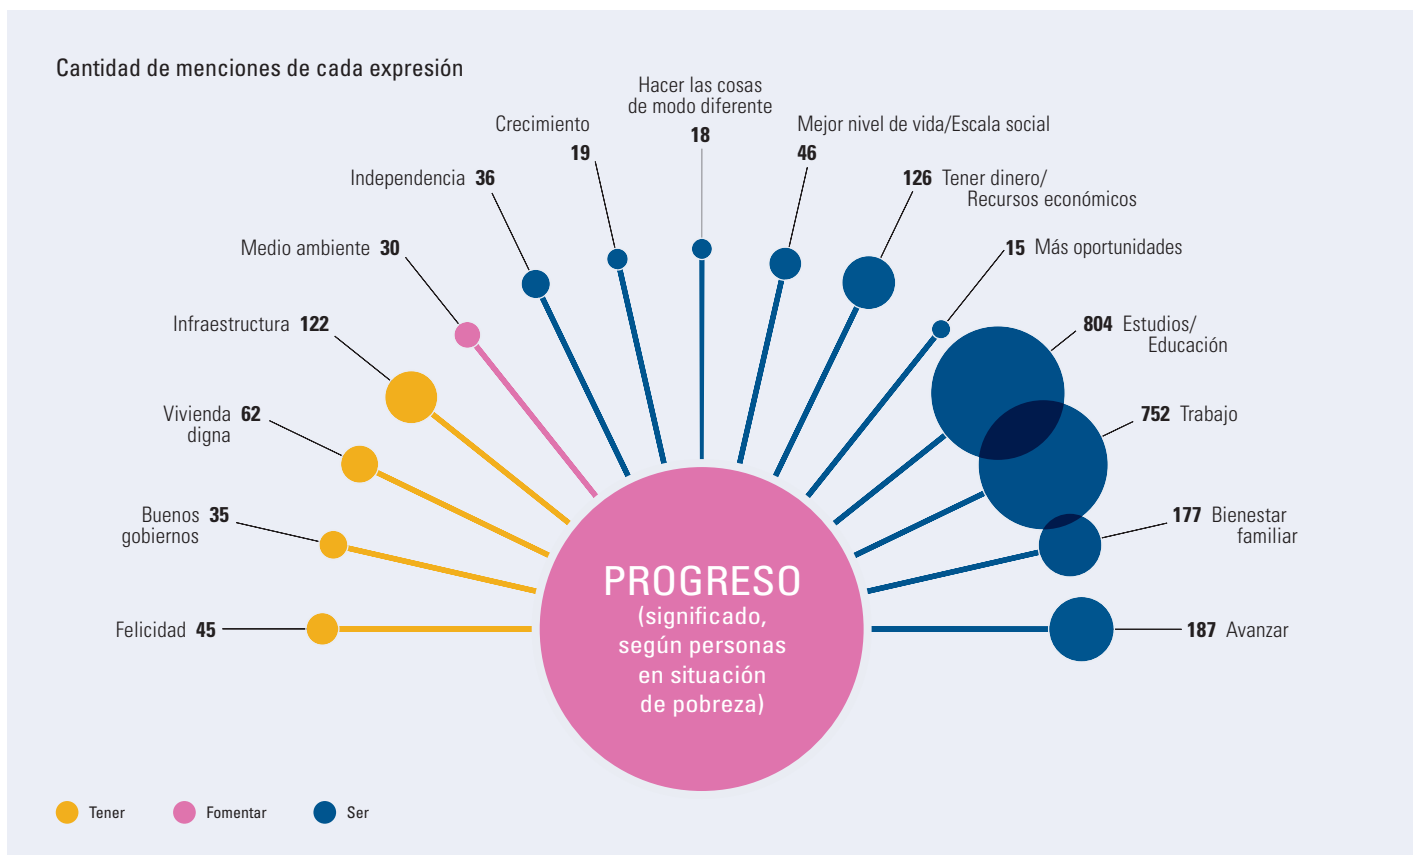 Cantidad de menciones de cada expresión
Hacer las cosas
de modo diferente
18
Crecimiento
19
Mejor nivel de vida/Escala social
46
Independencia 36
126 Tener dinero/
Recursos económicos
Medio ambiente 30
15 Más oportunidades
Infraestructura 122
804 Estudios/
Educación
Vivienda 62
digna
752 Trabajo
Buenos 35
gobiernos
177 Bienestar
familiar
Felicidad 45
187 Avanzar
PROGRESO
(significado,
según personas
en situación
de pobreza)
Tener
Fomentar
Ser